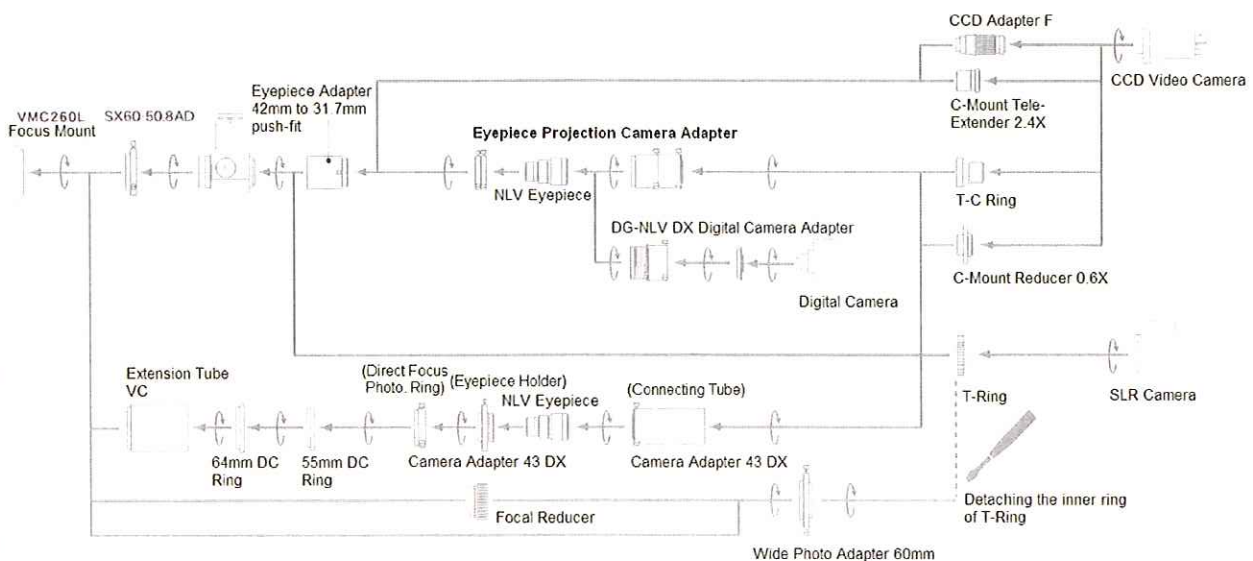 CCD Adapter F
CCD Video Camera
C-Mount Tele-
Extender 2.4X
Eyepiece Adapter
42mm to 31.7mm
push-fit
VMC260L
Focus Mount
SX60-50.8AD
Eyepiece Projection Camera Adapter
NLV Eyepiece
T-C Ring
DG-NLV DX Digital Camera Adapter
Digital Camera
C-Mount Reducer 0.6X
T-Ring
SLR Camera
Extension Tube
VC
(Direct Focus
Photo. Ring)
(Eyepiece Holder)
NLV Eyepiece
(Connecting Tube)
64mm DC
Ring
55mm DC
Ring
Camera Adapter 43 DX
Camera Adapter 43 DX
Detaching the inner ring
of T-Ring
Focal Reducer
Wide Photo Adapter 60mm